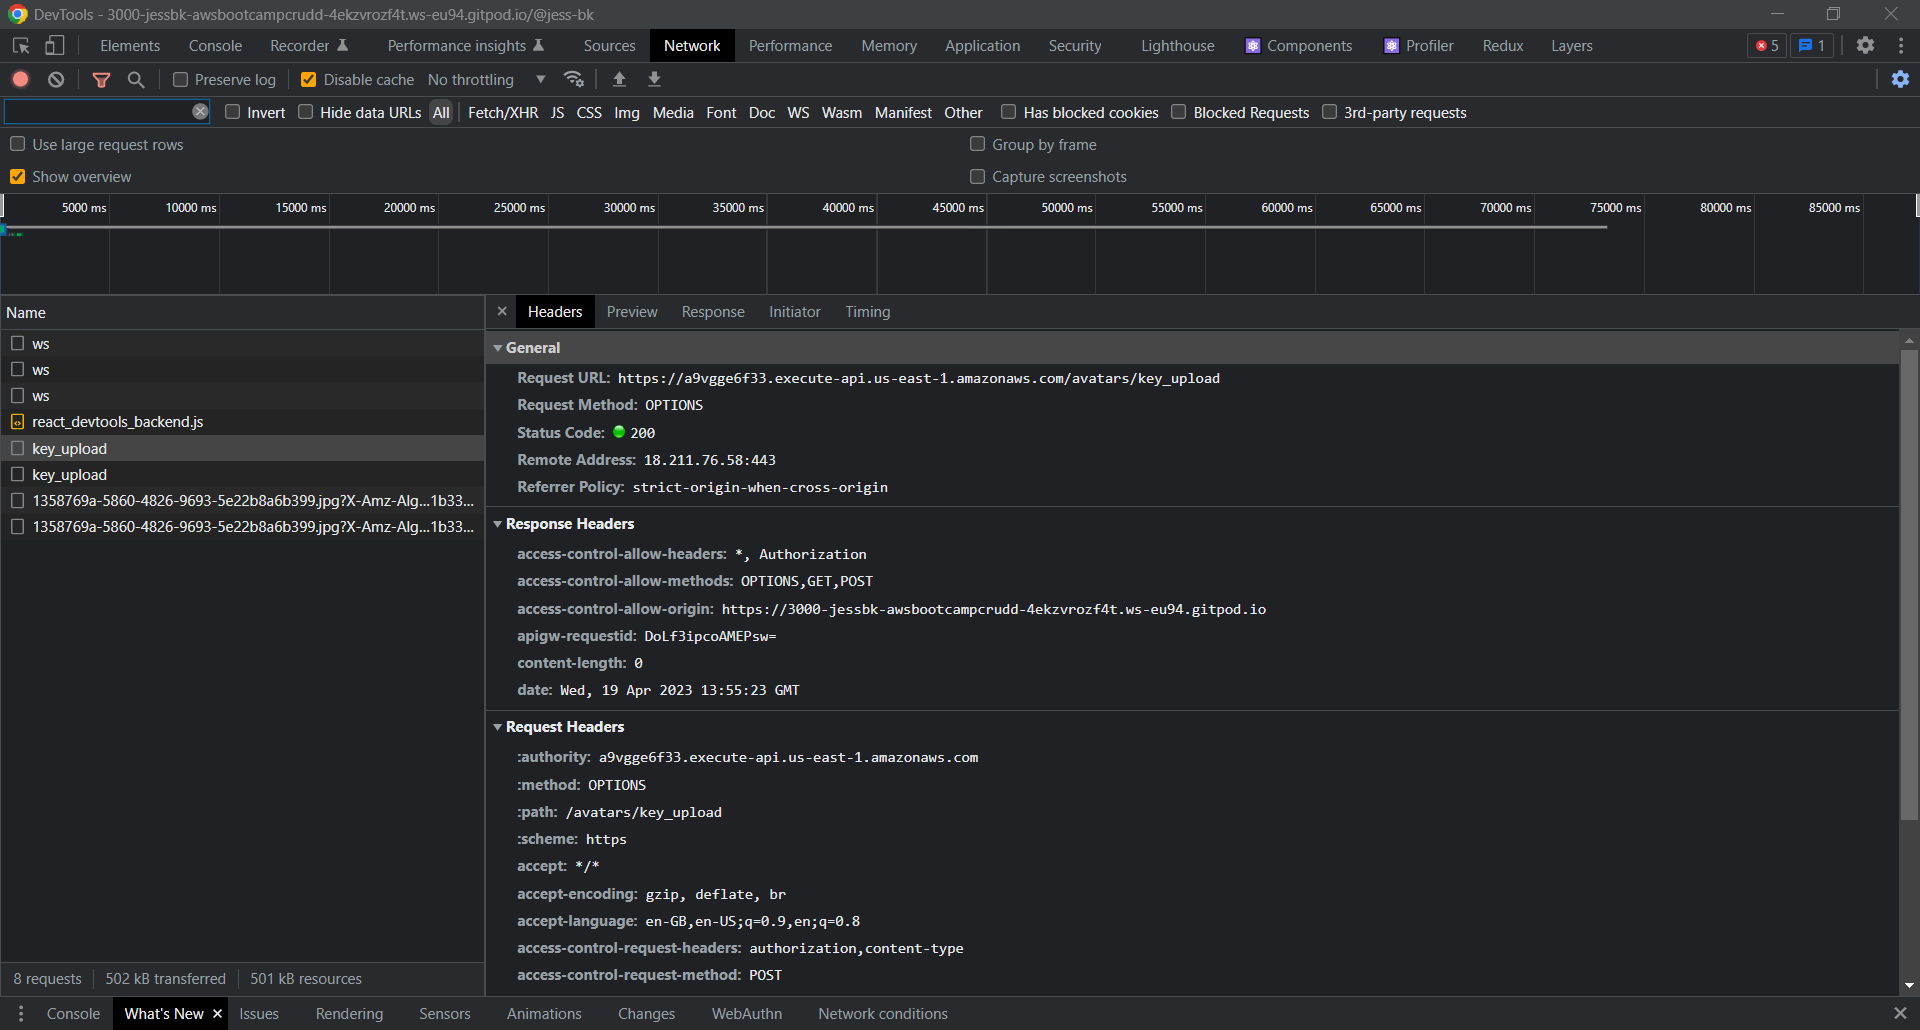 DevTools - 3000-jessbk-awsbootcampcrudd-4ekzvrozf4t.ws-eu94.gitpod.io/@jess-bk
Elements Console Recorder Performance insights Sources Network Performance Memory Application Security Lighthouse Components Profiler Redux Layers 5 1
Preserve log Disable cache No throttling
Invert Hide data URLs All Fetch/XHR JS CSS Img Media Font Doc WS Wasm Manifest Other Has blocked cookies Blocked Requests 3rd-party requests
Use large request rows Group by frame
Show overview Capture screenshots
5000 ms 10000 ms 15000 ms 20000 ms 25000 ms 30000 ms 35000 ms 40000 ms 45000 ms 50000 ms 55000 ms 60000 ms 65000 ms 70000 ms 75000 ms 80000 ms 85000 ms
Name
ws
ws
ws
react_devtools_backend.js
key_upload
key_upload
1358769a-5860-4826-9693-5e22b8a6b399.jpg?X-Amz-Alg...1b33...
1358769a-5860-4826-9693-5e22b8a6b399.jpg?X-Amz-Alg...1b33...
8 requests 502 kB transferred 501 kB resources
Headers Preview Response Initiator Timing
General
Request URL: https://a9vgge6f33.execute-api.us-east-1.amazonaws.com/avatars/key_upload
Request Method: OPTIONS
Status Code: 200
Remote Address: 18.211.76.58:443
Referrer Policy: strict-origin-when-cross-origin
Response Headers
access-control-allow-headers: *, Authorization
access-control-allow-methods: OPTIONS,GET,POST
access-control-allow-origin: https://3000-jessbk-awsbootcampcrudd-4ekzvrozf4t.ws-eu94.gitpod.io
apigw-requestid: DoLf3ipcoAMEPsw=
content-length: 0
date: Wed, 19 Apr 2023 13:55:23 GMT
Request Headers
:authority: a9vgge6f33.execute-api.us-east-1.amazonaws.com
:method: OPTIONS
:path: /avatars/key_upload
:scheme: https
accept: */*
accept-encoding: gzip, deflate, br
accept-language: en-GB,en-US;q=0.9,en;q=0.8
access-control-request-headers: authorization,content-type
access-control-request-method: POST
Console What's New Issues Rendering Sensors Animations Changes WebAuthn Network conditions